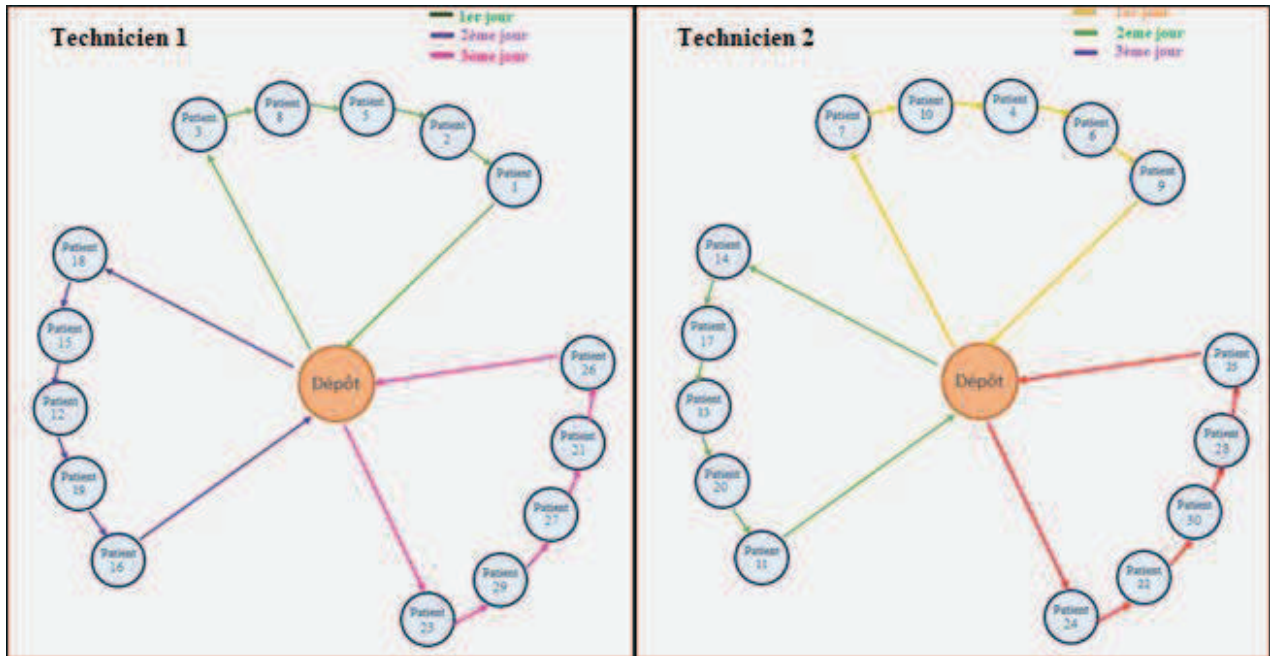 Technicien 1
1er jour
2ème jour
3ème jour
Patient
3
Patient
8
Patient
5
Patient
2
Patient
1
Patient
18
Patient
15
Patient
12
Patient
19
Patient
16
Dépôt
Patient
26
Patient
21
Patient
27
Patient
29
Patient
23
Technicien 2
1er jour
2eme jour
3ème jour
Patient
7
Patient
10
Patient
4
Patient
6
Patient
9
Patient
14
Patient
17
Patient
13
Patient
20
Patient
11
Dépôt
Patient
25
Patient
28
Patient
30
Patient
22
Patient
24